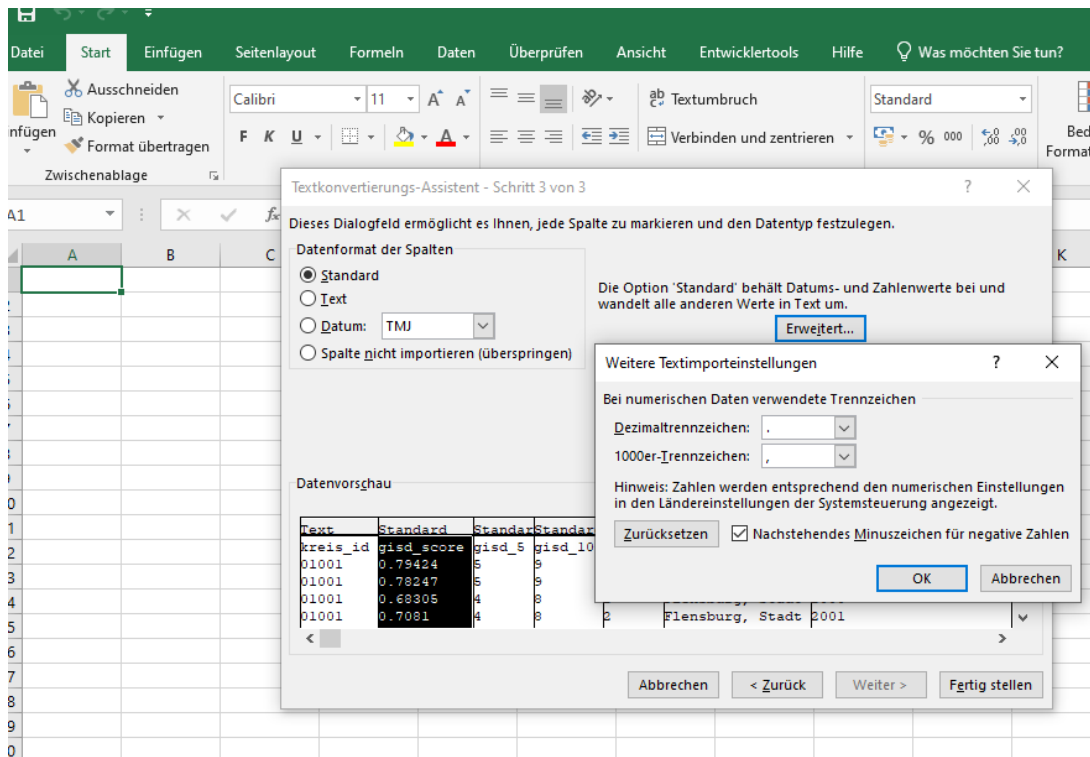 Datei Start Einfügen Seitenlayout Formeln Daten Überprüfen Ansicht Entwicklertools Hilfe Was möchten Sie tun?
Ausschneiden
Kopieren
Format übertragen
nfügen
Zwischenablage
Calibri 11
F K U
Textumbruch
Verbinden und zentrieren
Standard
% 000
Bed
Format
A1 fx
A B C K
Textkonvertierungs-Assistent - Schritt 3 von 3 ?
Dieses Dialogfeld ermöglicht es Ihnen, jede Spalte zu markieren und den Datentyp festzulegen.
Datenformat der Spalten
Standard
Text
Datum: TMJ
Spalte nicht importieren (überspringen)
Die Option 'Standard' behält Datums- und Zahlenwerte bei und
wandelt alle anderen Werte in Text um.
Erweitert...
Weitere Textimporteinstellungen ?
Bei numerischen Daten verwendete Trennzeichen
Dezimaltrennzeichen: .
1000er-Trennzeichen: ,
Hinweis: Zahlen werden entsprechend den numerischen Einstellungen
in den Ländereinstellungen der Systemsteuerung angezeigt.
Zurücksetzen Nachstehendes Minuszeichen für negative Zahlen
OK Abbrechen
Datenvorschau
Text Standard Standar Standar
kreis_id gisd_score gisd_5 gisd_10
01001 0.79424 5 9
01001 0.78247 5 9
01001 0.68305 4 8
01001 0.7081 4 8 2 Flensburg, Stadt 2001
Abbrechen < Zurück Weiter > Fertig stellen